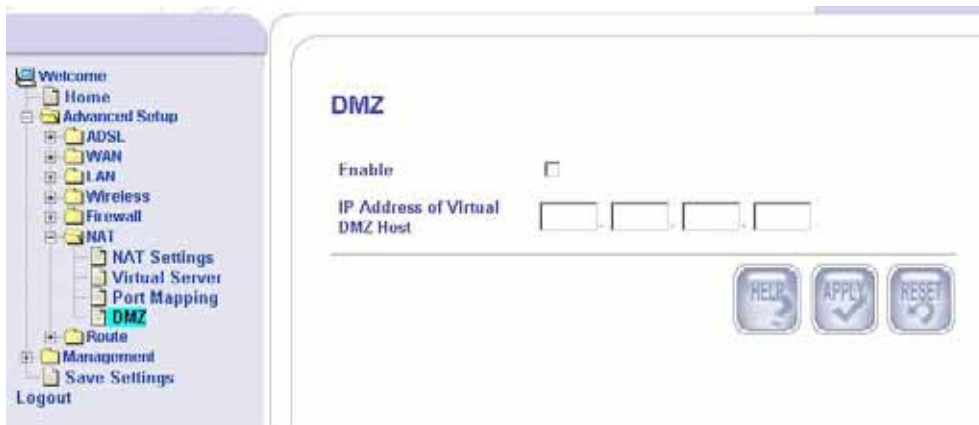 Welcome
Home
Advanced Setup
ADSL
WAN
LAN
Wireless
Firewall
NAT
NAT Settings
Virtual Server
Port Mapping
DMZ
Route
Management
Save Settings
Logout
DMZ
Enable
IP Address of Virtual
DMZ Host
. . .
HELP
APPLY
RESET